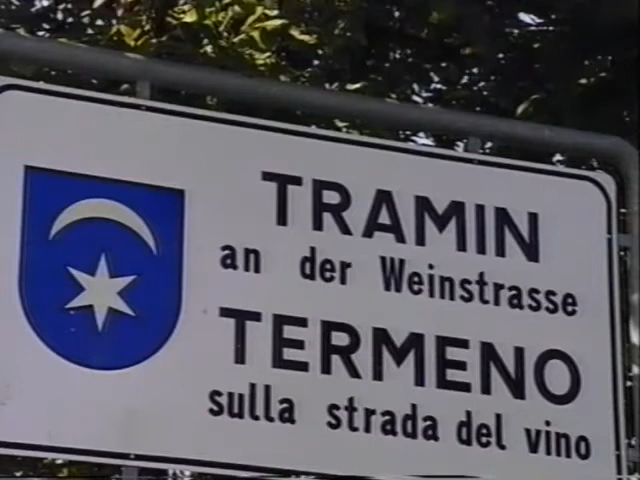 TRAMIN
an der Weinstrasse
TERMENO
sulla strada del vino